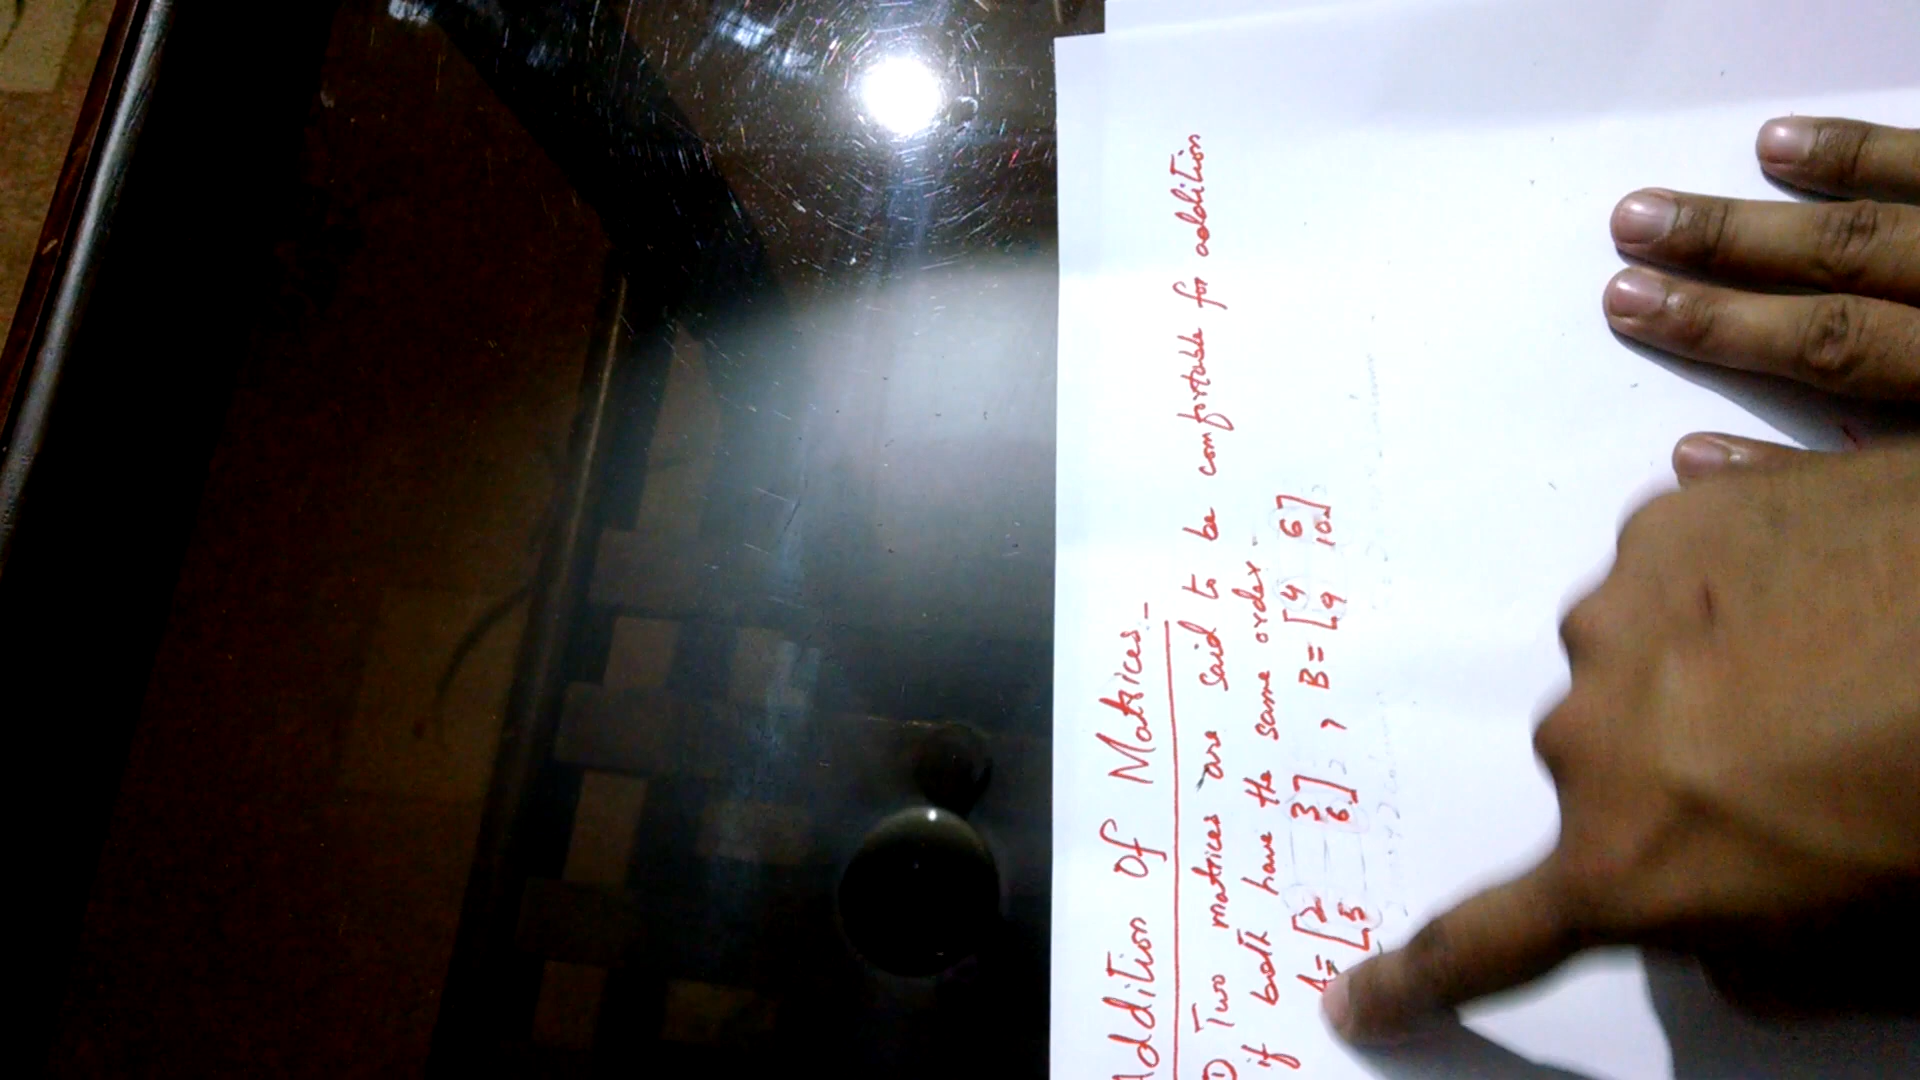 Addition of Matrices:-
① Two matrices are said to be comfortable for addition
if both have the same order.
A = [2 3] , B = [4 6]
[5 6] [9 10]